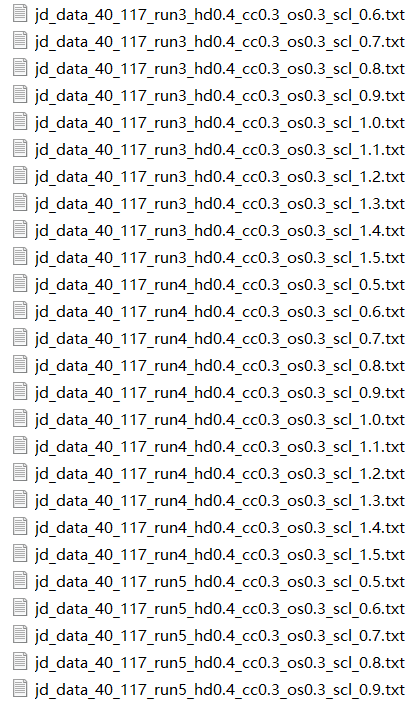 jd_data_40_117_run3_hd0.4_cc0.3_os0.3_scl_0.6.txt
jd_data_40_117_run3_hd0.4_cc0.3_os0.3_scl_0.7.txt
jd_data_40_117_run3_hd0.4_cc0.3_os0.3_scl_0.8.txt
jd_data_40_117_run3_hd0.4_cc0.3_os0.3_scl_0.9.txt
jd_data_40_117_run3_hd0.4_cc0.3_os0.3_scl_1.0.txt
jd_data_40_117_run3_hd0.4_cc0.3_os0.3_scl_1.1.txt
jd_data_40_117_run3_hd0.4_cc0.3_os0.3_scl_1.2.txt
jd_data_40_117_run3_hd0.4_cc0.3_os0.3_scl_1.3.txt
jd_data_40_117_run3_hd0.4_cc0.3_os0.3_scl_1.4.txt
jd_data_40_117_run3_hd0.4_cc0.3_os0.3_scl_1.5.txt
jd_data_40_117_run4_hd0.4_cc0.3_os0.3_scl_0.5.txt
jd_data_40_117_run4_hd0.4_cc0.3_os0.3_scl_0.6.txt
jd_data_40_117_run4_hd0.4_cc0.3_os0.3_scl_0.7.txt
jd_data_40_117_run4_hd0.4_cc0.3_os0.3_scl_0.8.txt
jd_data_40_117_run4_hd0.4_cc0.3_os0.3_scl_0.9.txt
jd_data_40_117_run4_hd0.4_cc0.3_os0.3_scl_1.0.txt
jd_data_40_117_run4_hd0.4_cc0.3_os0.3_scl_1.1.txt
jd_data_40_117_run4_hd0.4_cc0.3_os0.3_scl_1.2.txt
jd_data_40_117_run4_hd0.4_cc0.3_os0.3_scl_1.3.txt
jd_data_40_117_run4_hd0.4_cc0.3_os0.3_scl_1.4.txt
jd_data_40_117_run4_hd0.4_cc0.3_os0.3_scl_1.5.txt
jd_data_40_117_run5_hd0.4_cc0.3_os0.3_scl_0.5.txt
jd_data_40_117_run5_hd0.4_cc0.3_os0.3_scl_0.6.txt
jd_data_40_117_run5_hd0.4_cc0.3_os0.3_scl_0.7.txt
jd_data_40_117_run5_hd0.4_cc0.3_os0.3_scl_0.8.txt
jd_data_40_117_run5_hd0.4_cc0.3_os0.3_scl_0.9.txt